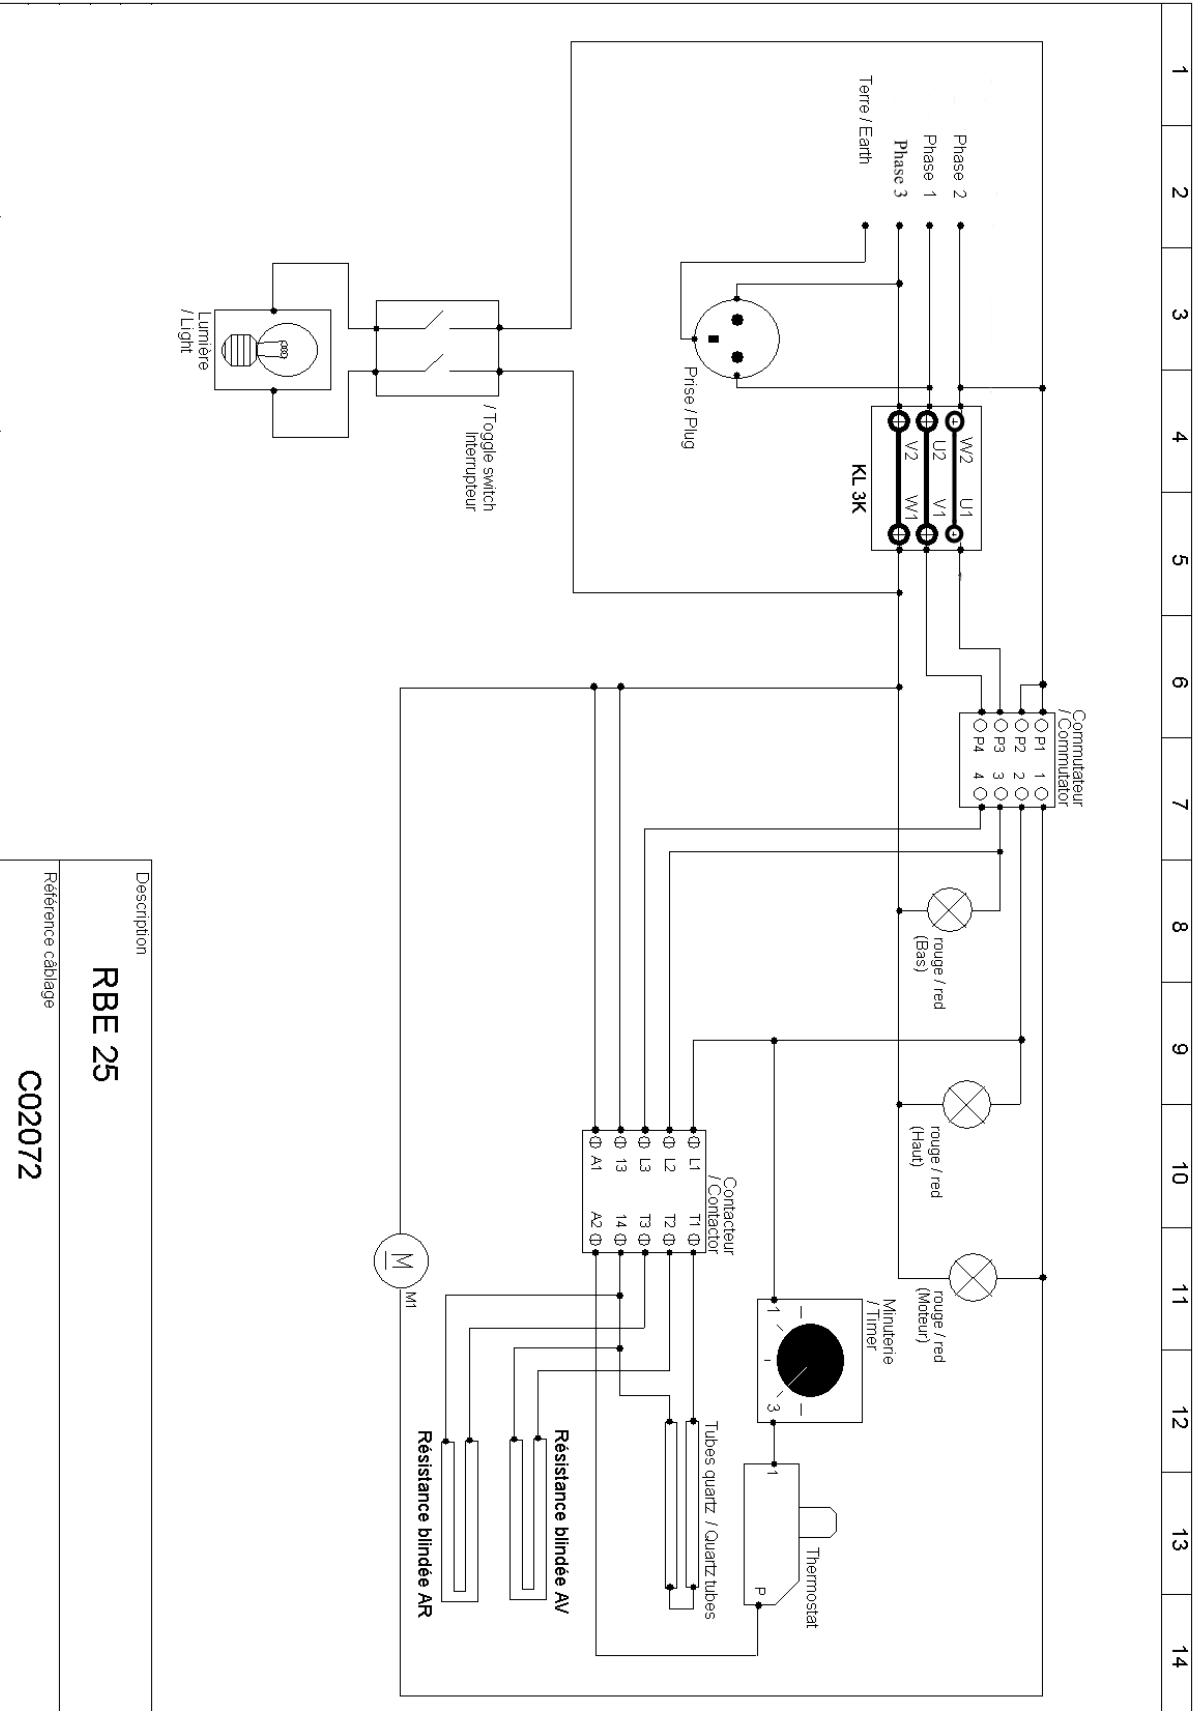 1
2
3
4
5
6
7
8
9
10
11
12
13
14
Phase 2
Phase 1
Phase 3
Terre / Earth
Prise / Plug
W2 U1
U2 V1
V2 W1
KL 3K
Commutateur
/ Commutator
P1 1
P2 2
P3 3
P4 4
rouge / red
(Bas)
rouge / red
(Haut)
rouge / red
(Moteur)
/ Toggle switch
Interrupteur
Lumière
/ Light
Contacteur
/ Contactor
L1 T1
L2 T2
L3 T3
13 14
A1 A2
M
M1
Minuterie
/ Timer
1
3
1
P
Thermostat
Tubes quartz / Quartz tubes
Résistance blindée AV
Résistance blindée AR
Description
RBE 25
Référence câblage
C02072